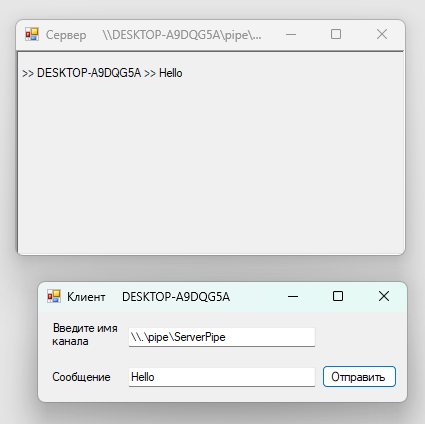 Сервер \\DESKTOP-A9DQG5A\pipe\...
>> DESKTOP-A9DQG5A >> Hello
Клиент DESKTOP-A9DQG5A
Введите имя
канала
\\.\pipe\ServerPipe
Сообщение
Hello
Отправить